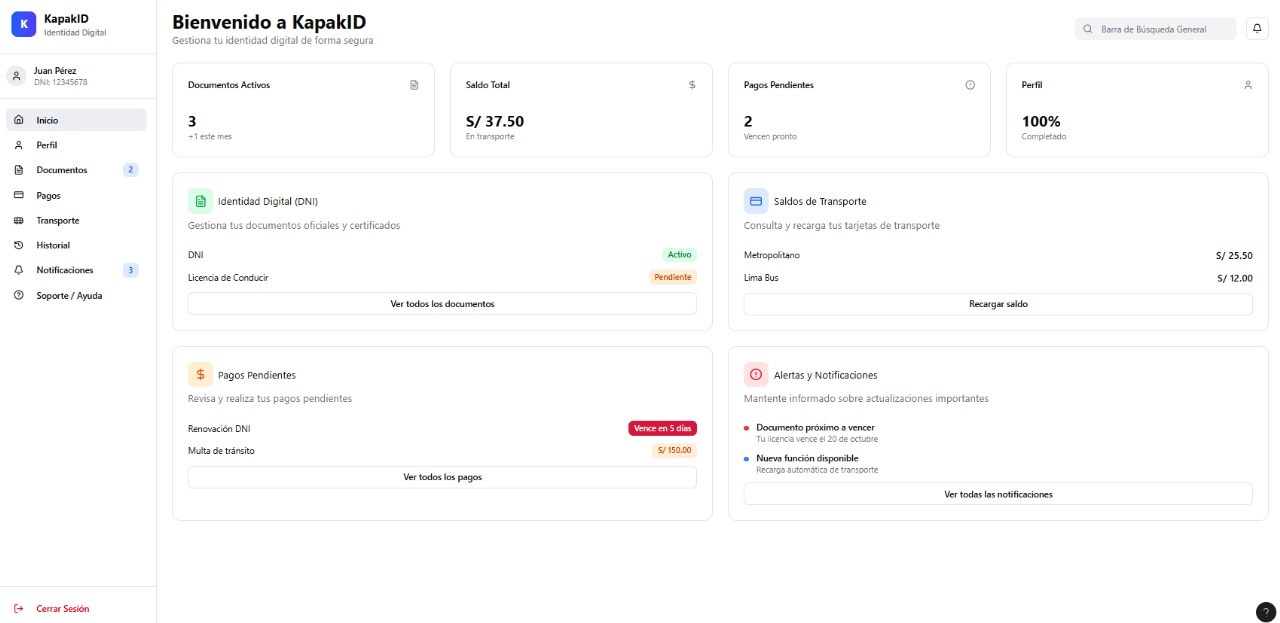 K
KapakID
Identidad Digital
Juan Pérez
DNI: 12345678
Inicio
Perfil
Documentos 2
Pagos
Transporte
Historial
Notificaciones 3
Soporte / Ayuda
Cerrar Sesión
Bienvenido a KapakID
Gestiona tu identidad digital de forma segura
Barra de Búsqueda General
Documentos Activos
3
+1 este mes
Saldo Total
$
S/ 37.50
En transporte
Pagos Pendientes
2
Vencen pronto
Perfil
100%
Completado
Identidad Digital (DNI)
Gestiona tus documentos oficiales y certificados
DNI Activo
Licencia de Conducir Pendiente
Ver todos los documentos
Saldos de Transporte
Consulta y recarga tus tarjetas de transporte
Metropolitano S/ 25.50
Lima Bus S/ 12.00
Recargar saldo
$ Pagos Pendientes
Revisa y realiza tus pagos pendientes
Renovación DNI Vence en 5 días
Multa de tránsito S/ 150.00
Ver todos los pagos
Alertas y Notificaciones
Mantente informado sobre actualizaciones importantes
Documento próximo a vencer
Tu licencia vence el 20 de octubre
Nueva función disponible
Recarga automática de transporte
Ver todas las notificaciones
?